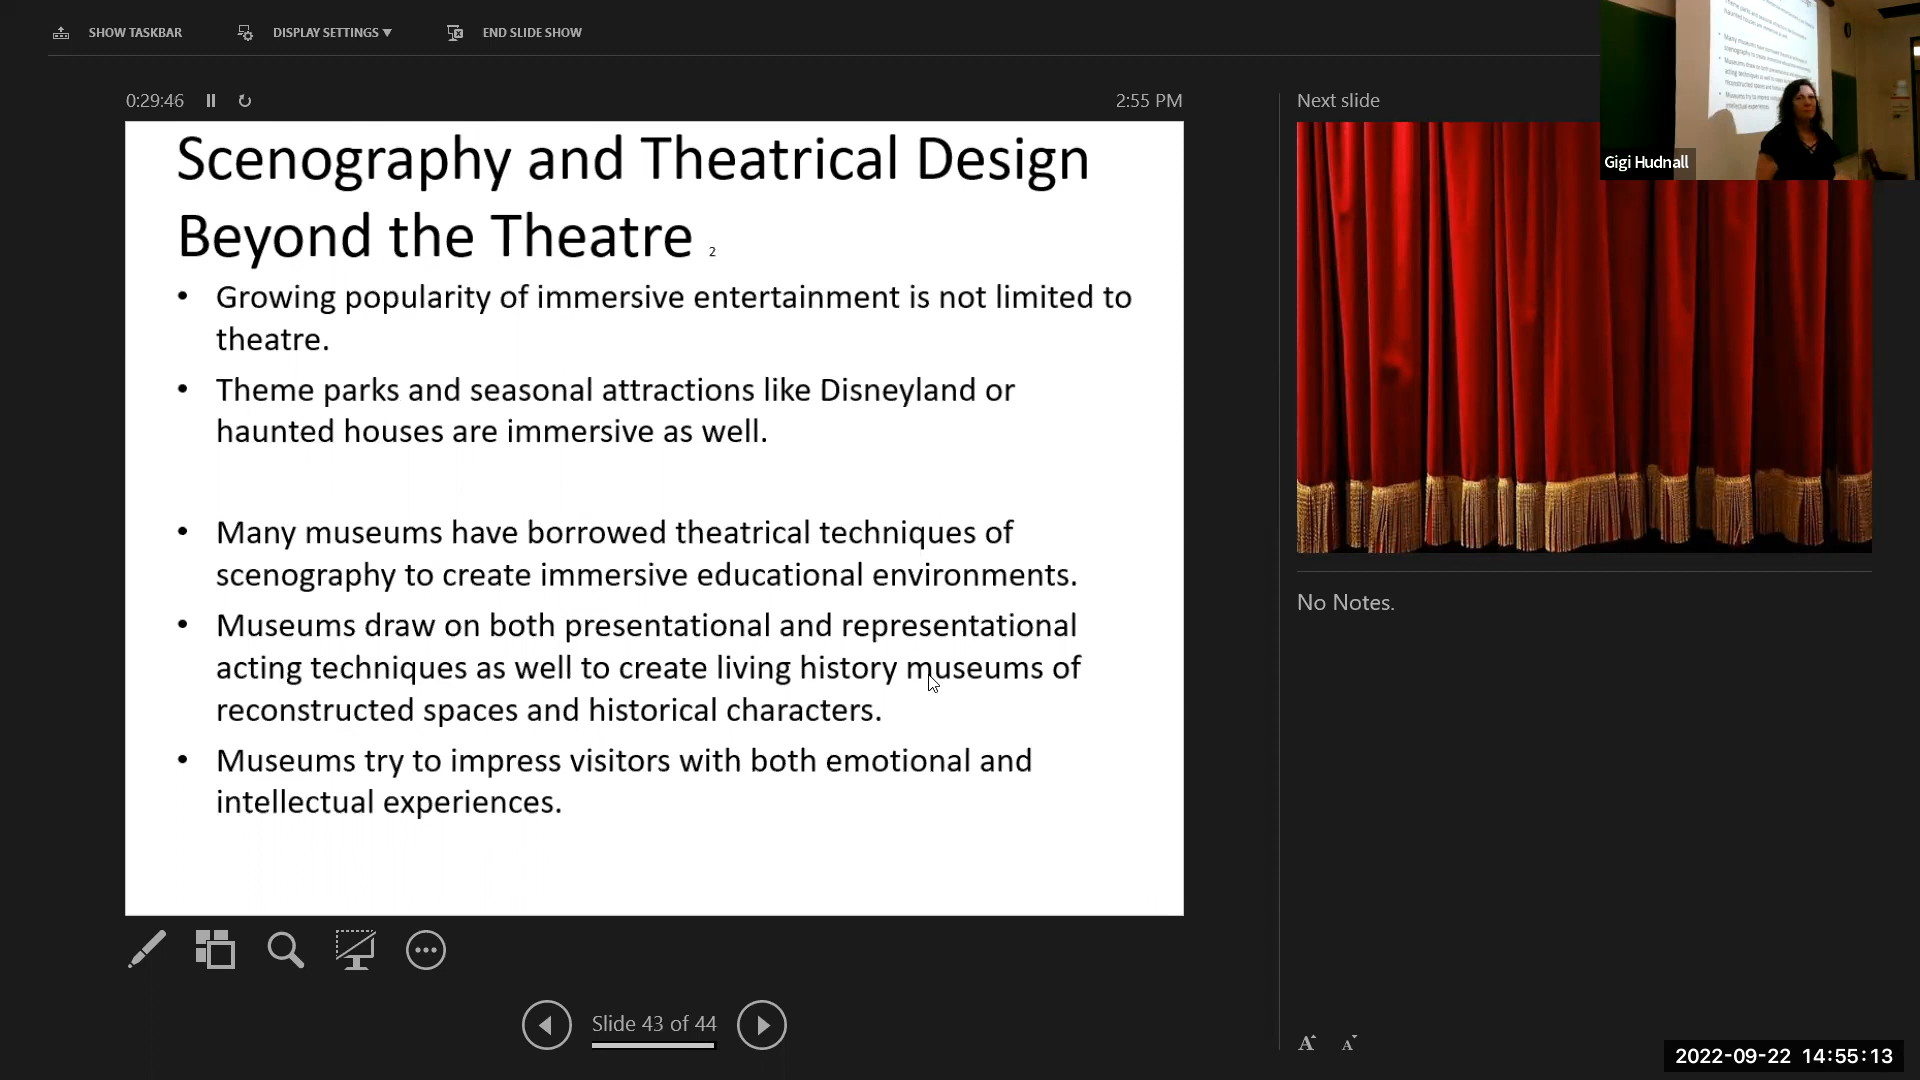 SHOW TASKBAR
DISPLAY SETTINGS ▼
END SLIDE SHOW
0:29:46
2:55 PM
Next slide
Gigi Hudnall
Scenography and Theatrical Design
Beyond the Theatre 2
• Growing popularity of immersive entertainment is not limited to
theatre.
• Theme parks and seasonal attractions like Disneyland or
haunted houses are immersive as well.
• Many museums have borrowed theatrical techniques of
scenography to create immersive educational environments.
• Museums draw on both presentational and representational
acting techniques as well to create living history museums of
reconstructed spaces and historical characters.
• Museums try to impress visitors with both emotional and
intellectual experiences.
No Notes.
Slide 43 of 44
A A
2022-09-22 14:55:13